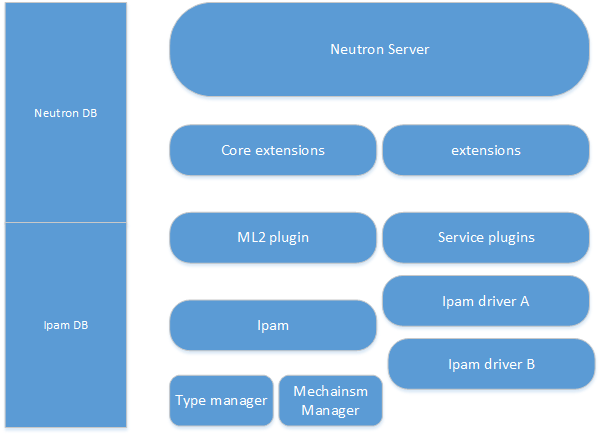 Neutron DB
Ipam DB
Neutron Server
Core extensions
extensions
ML2 plugin
Service plugins
Ipam driver A
Ipam
Ipam driver B
Type manager
Mechainsm
Manager